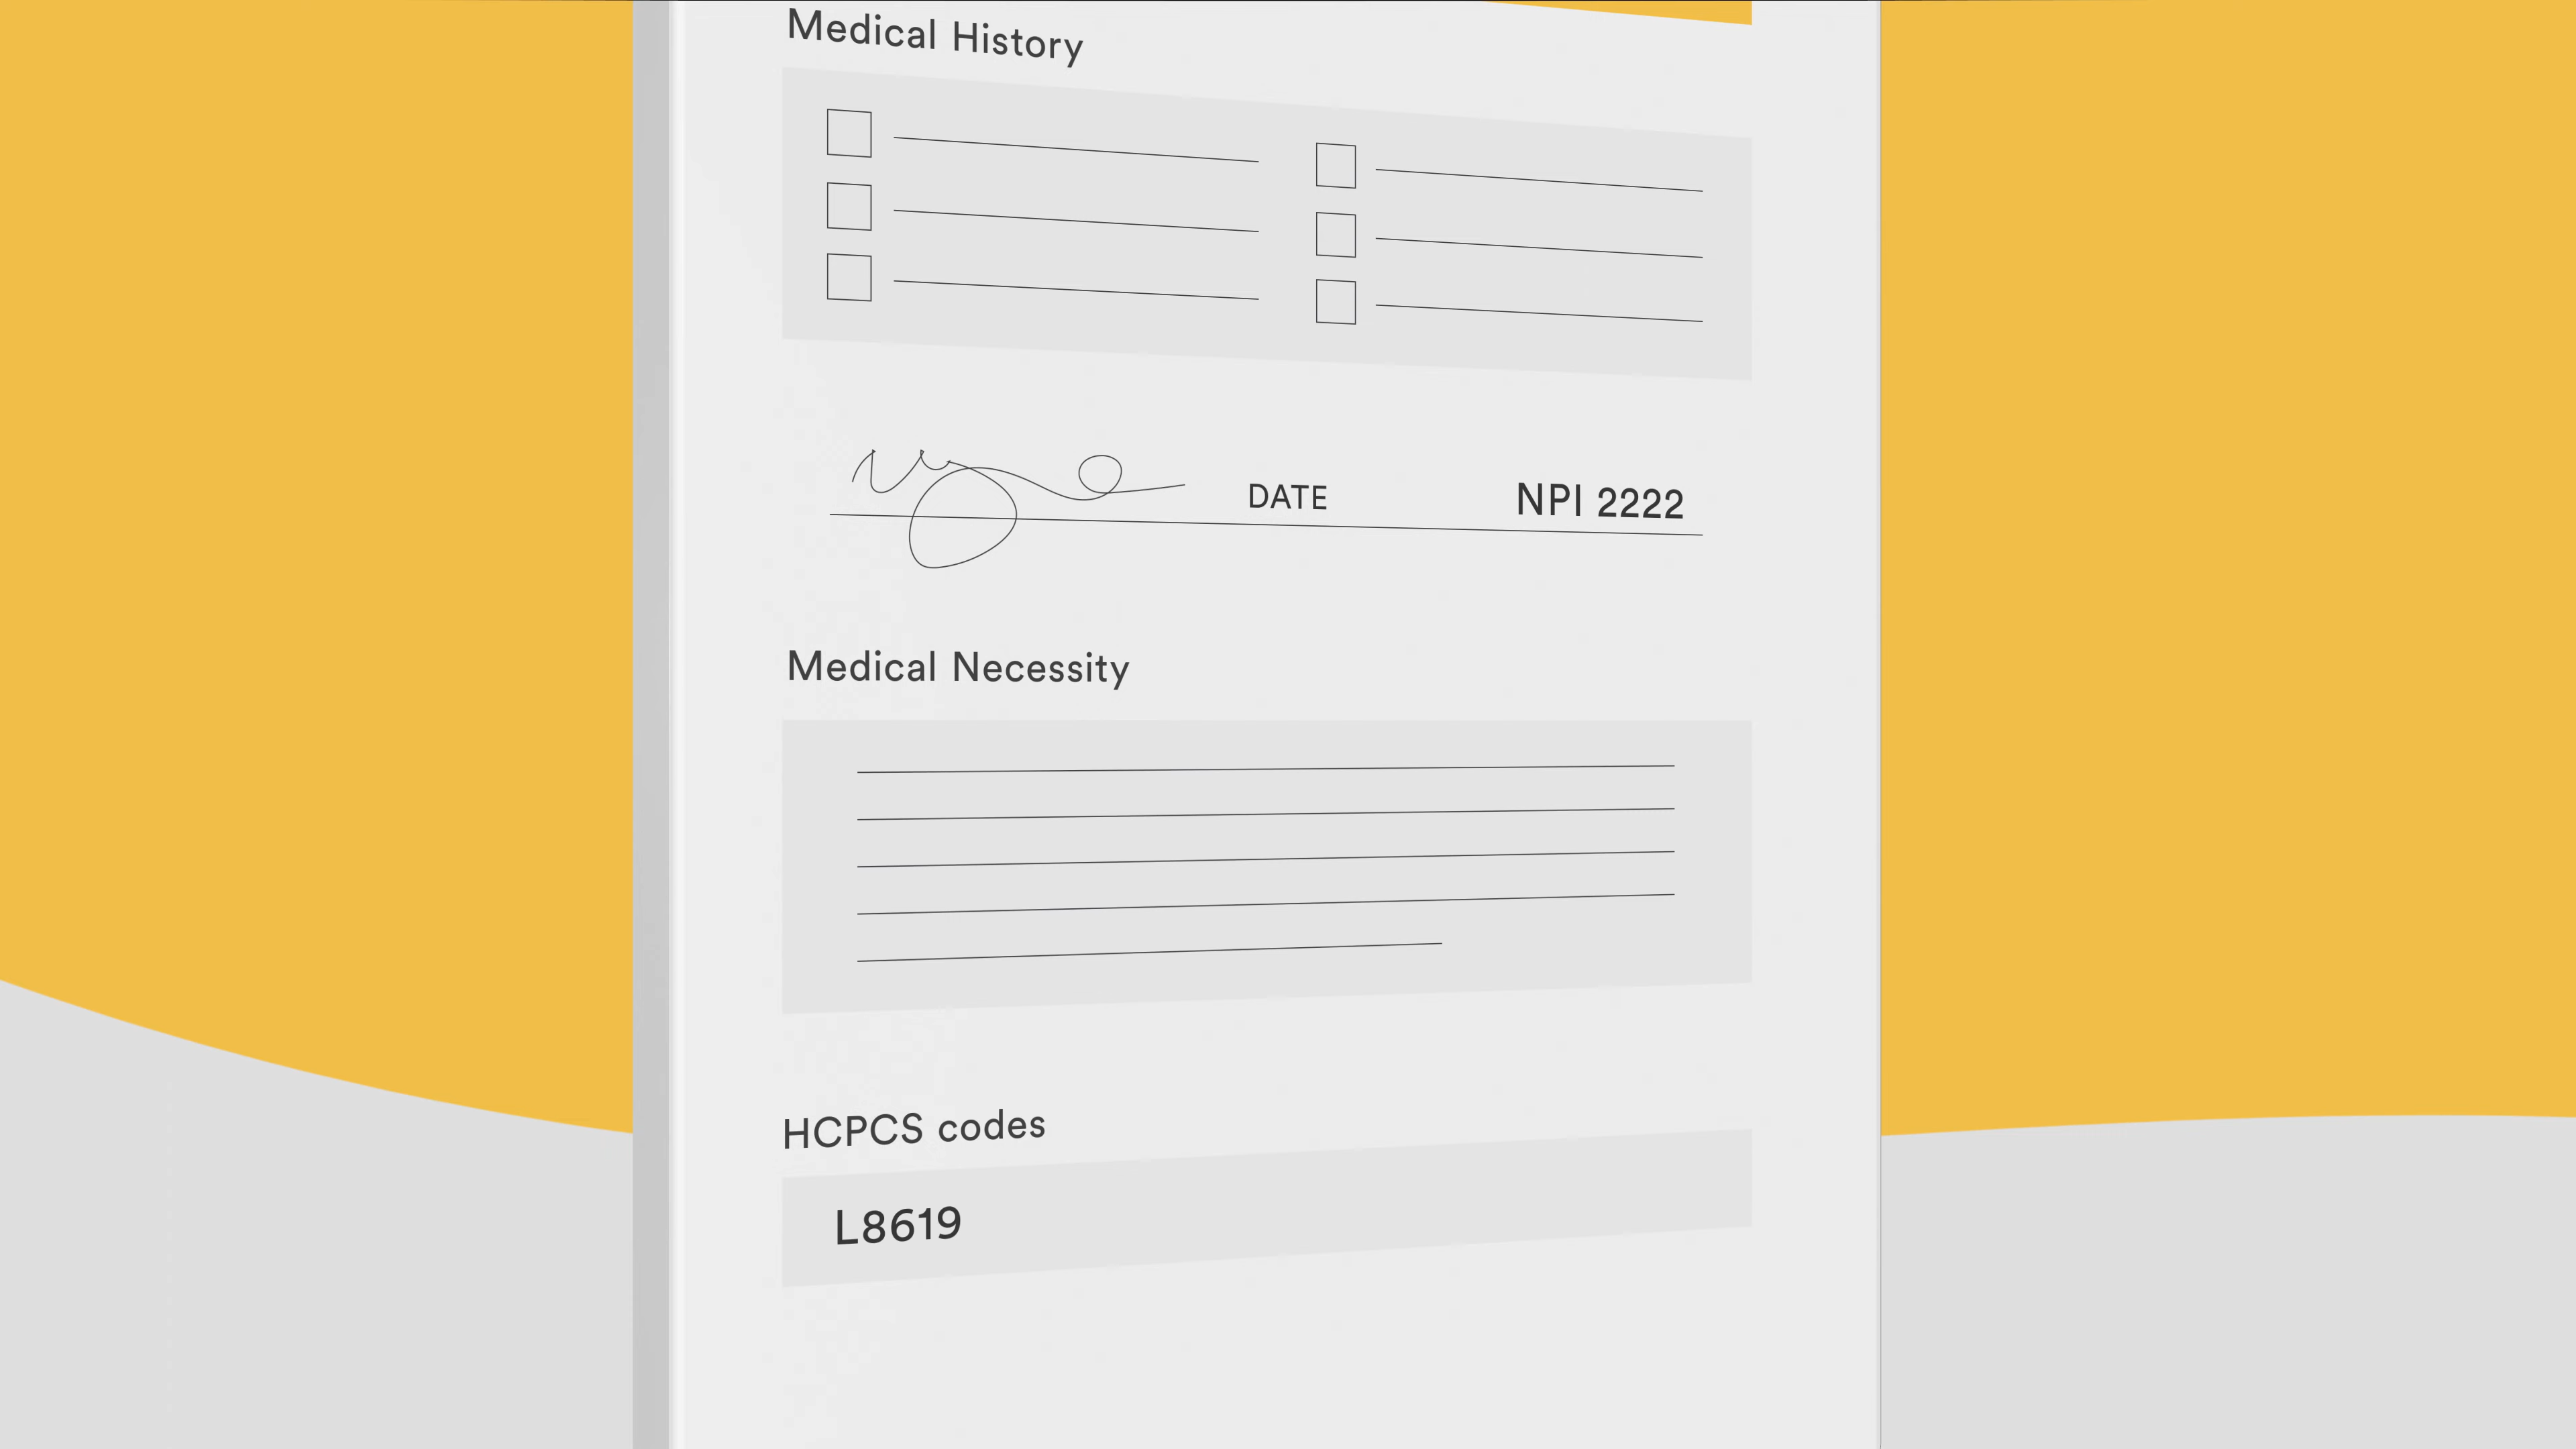 Medical History
DATE NPI 2222
Medical Necessity
HCPCS codes
L8619